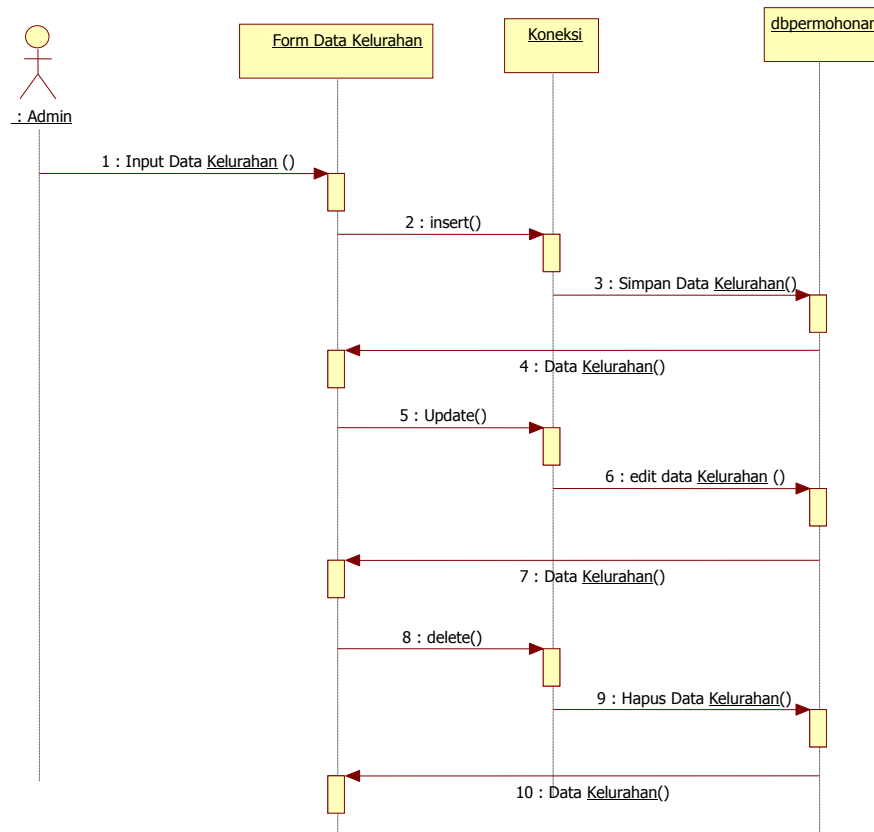 Form Data Kelurahan
Koneksi
dbpermohonan
: Admin
1 : Input Data Kelurahan ()
2 : insert()
3 : Simpan Data Kelurahan()
4 : Data Kelurahan()
5 : Update()
6 : edit data Kelurahan ()
7 : Data Kelurahan()
8 : delete()
9 : Hapus Data Kelurahan()
10 : Data Kelurahan()